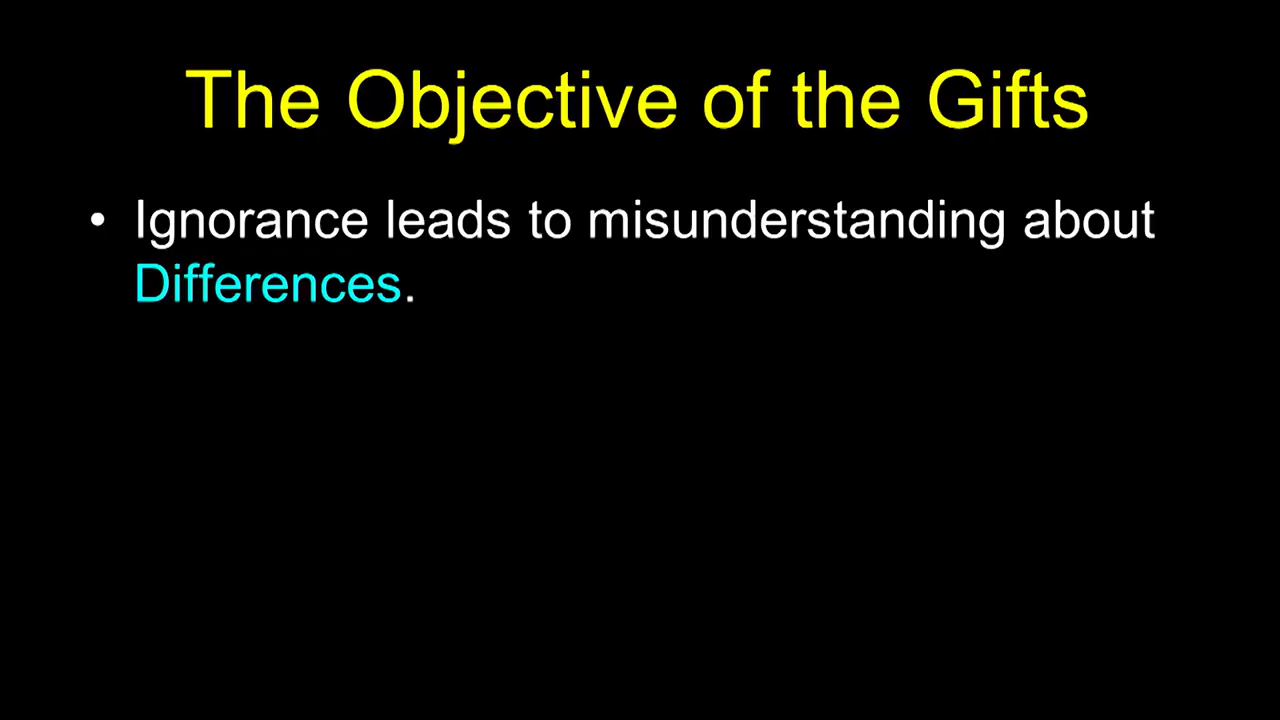 The Objective of the Gifts
• Ignorance leads to misunderstanding about
Differences.